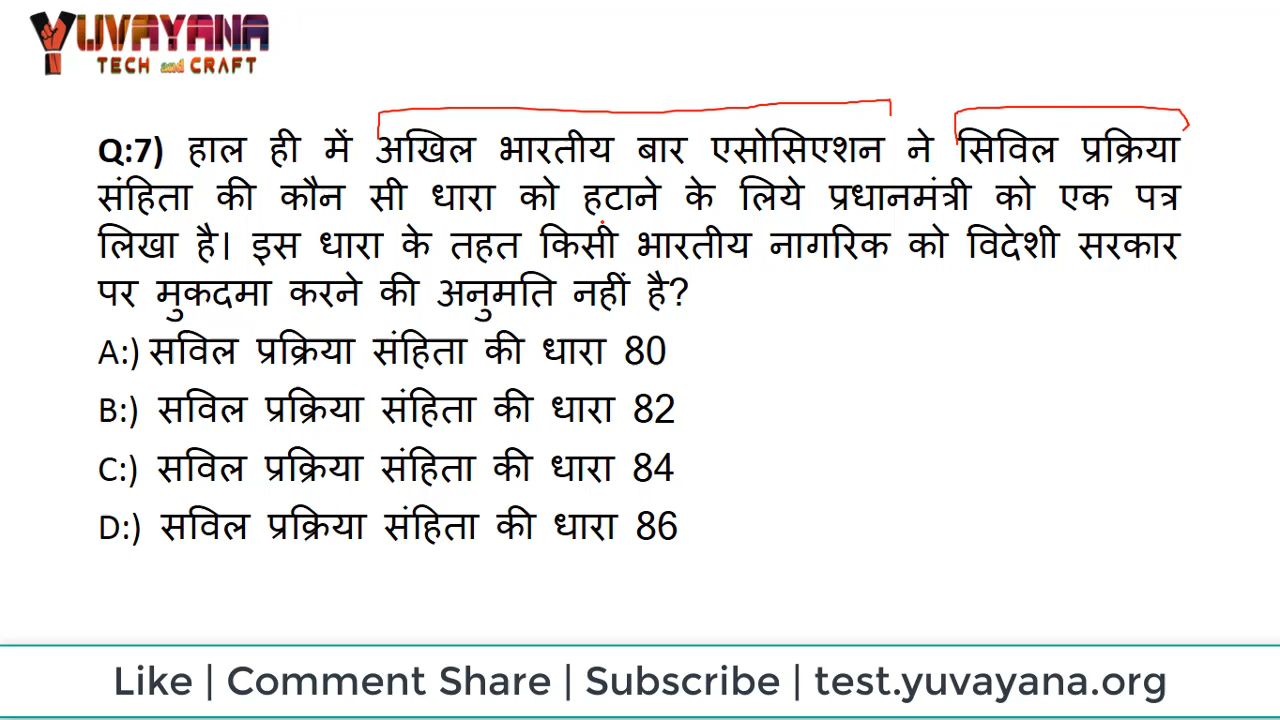 YUVAYANA
TECH and CRAFT
Q:7) हाल ही में अखिल भारतीय बार एसोसिएशन ने सिविल प्रक्रिया
संहिता की कौन सी धारा को हटाने के लिये प्रधानमंत्री को एक पत्र
लिखा है। इस धारा के तहत किसी भारतीय नागरिक को विदेशी सरकार
पर मुकदमा करने की अनुमति नहीं है?
A:) सविल प्रक्रिया संहिता की धारा 80
B:) सविल प्रक्रिया संहिता की धारा 82
C:) सविल प्रक्रिया संहिता की धारा 84
D:) सविल प्रक्रिया संहिता की धारा 86
Like | Comment Share | Subscribe | test.yuvayana.org